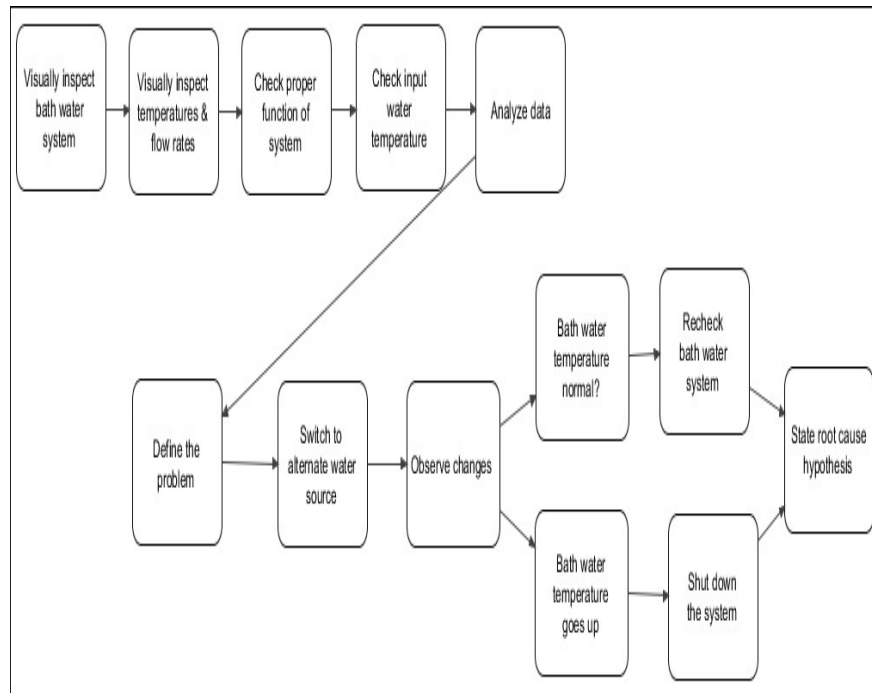 Visually inspect
bath water
system
Visually inspect
temperatures &
flow rates
Check proper
function of
system
Check input
water
temperature
Analyze data
Define the
problem
Switch to
alternate water
source
Observe changes
Bath water
temperature
normal?
Recheck
bath water
system
Bath water
temperature
goes up
Shut down
the system
State root cause
hypothesis